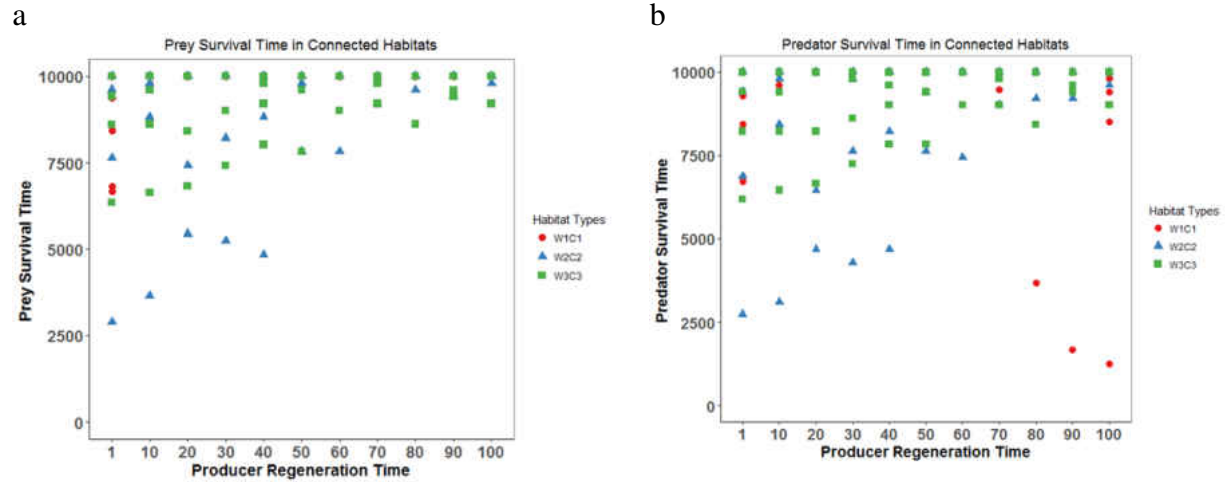 a
Prey Survival Time in Connected Habitats
Prey Survival Time
10000
7500
5000
2500
0
1 10 20 30 40 50 60 70 80 90 100
Producer Regeneration Time
Habitat Types
W1C1
W2C2
W3C3
b
Predator Survival Time in Connected Habitats
Predator Survival Time
10000
7500
5000
2500
0
1 10 20 30 40 50 60 70 80 90 100
Producer Regeneration Time
Habitat Types
W1C1
W2C2
W3C3